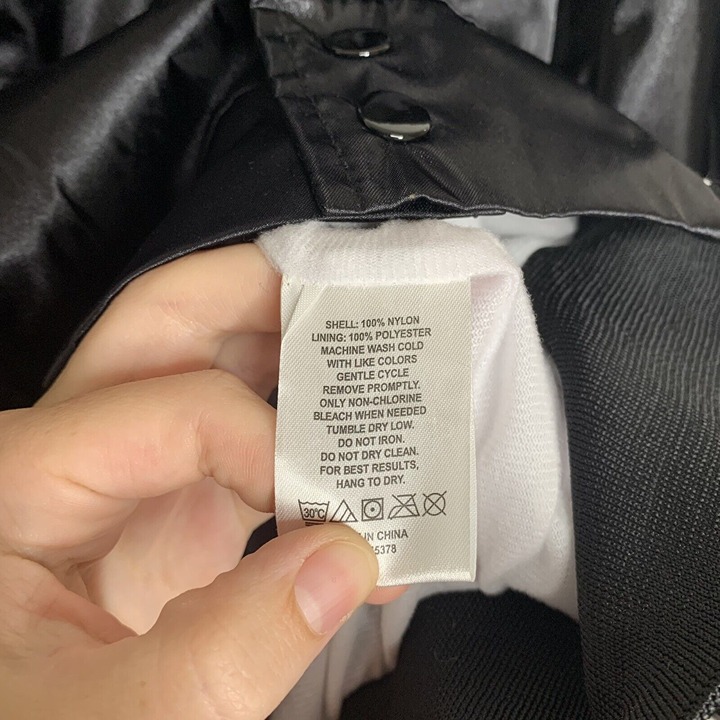 SHELL: 100% NYLON
LINING: 100% POLYESTER
MACHINE WASH COLD
WITH LIKE COLORS
GENTLE CYCLE
REMOVE PROMPTLY.
ONLY NON-CHLORINE
BLEACH WHEN NEEDED
TUMBLE DRY LOW.
DO NOT IRON.
DO NOT DRY CLEAN.
FOR BEST RESULTS,
HANG TO DRY.
30°C
IN CHINA
5378